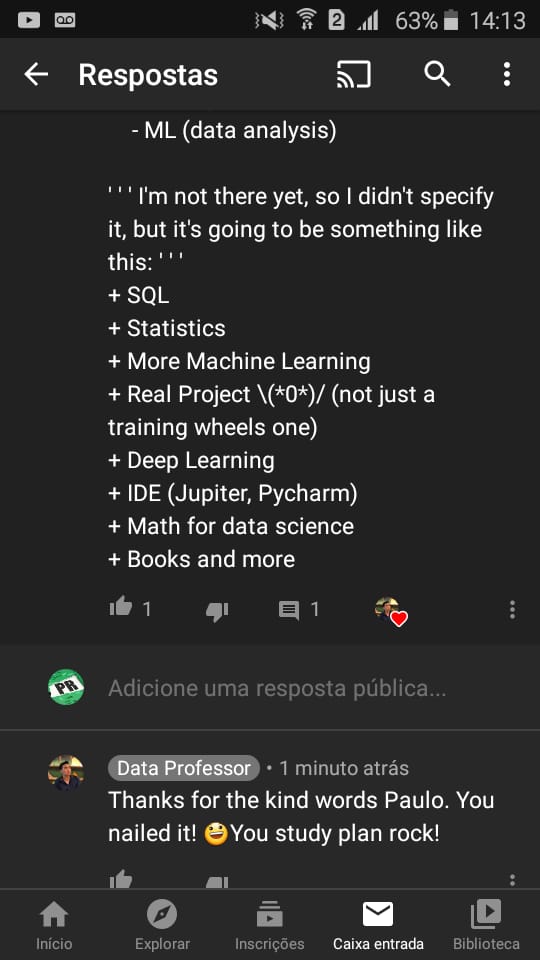 63% 14:13
Respostas
- ML (data analysis)
' ' ' I'm not there yet, so I didn't specify
it, but it's going to be something like
this: ' ' '
+ SQL
+ Statistics
+ More Machine Learning
+ Real Project \(*0*)/ (not just a
training wheels one)
+ Deep Learning
+ IDE (Jupiter, Pycharm)
+ Math for data science
+ Books and more
1 1
PR Adicione uma resposta pública...
Data Professor • 1 minuto atrás
Thanks for the kind words Paulo. You
nailed it! 😄You study plan rock!
Início Explorar Inscrições Caixa entrada Biblioteca